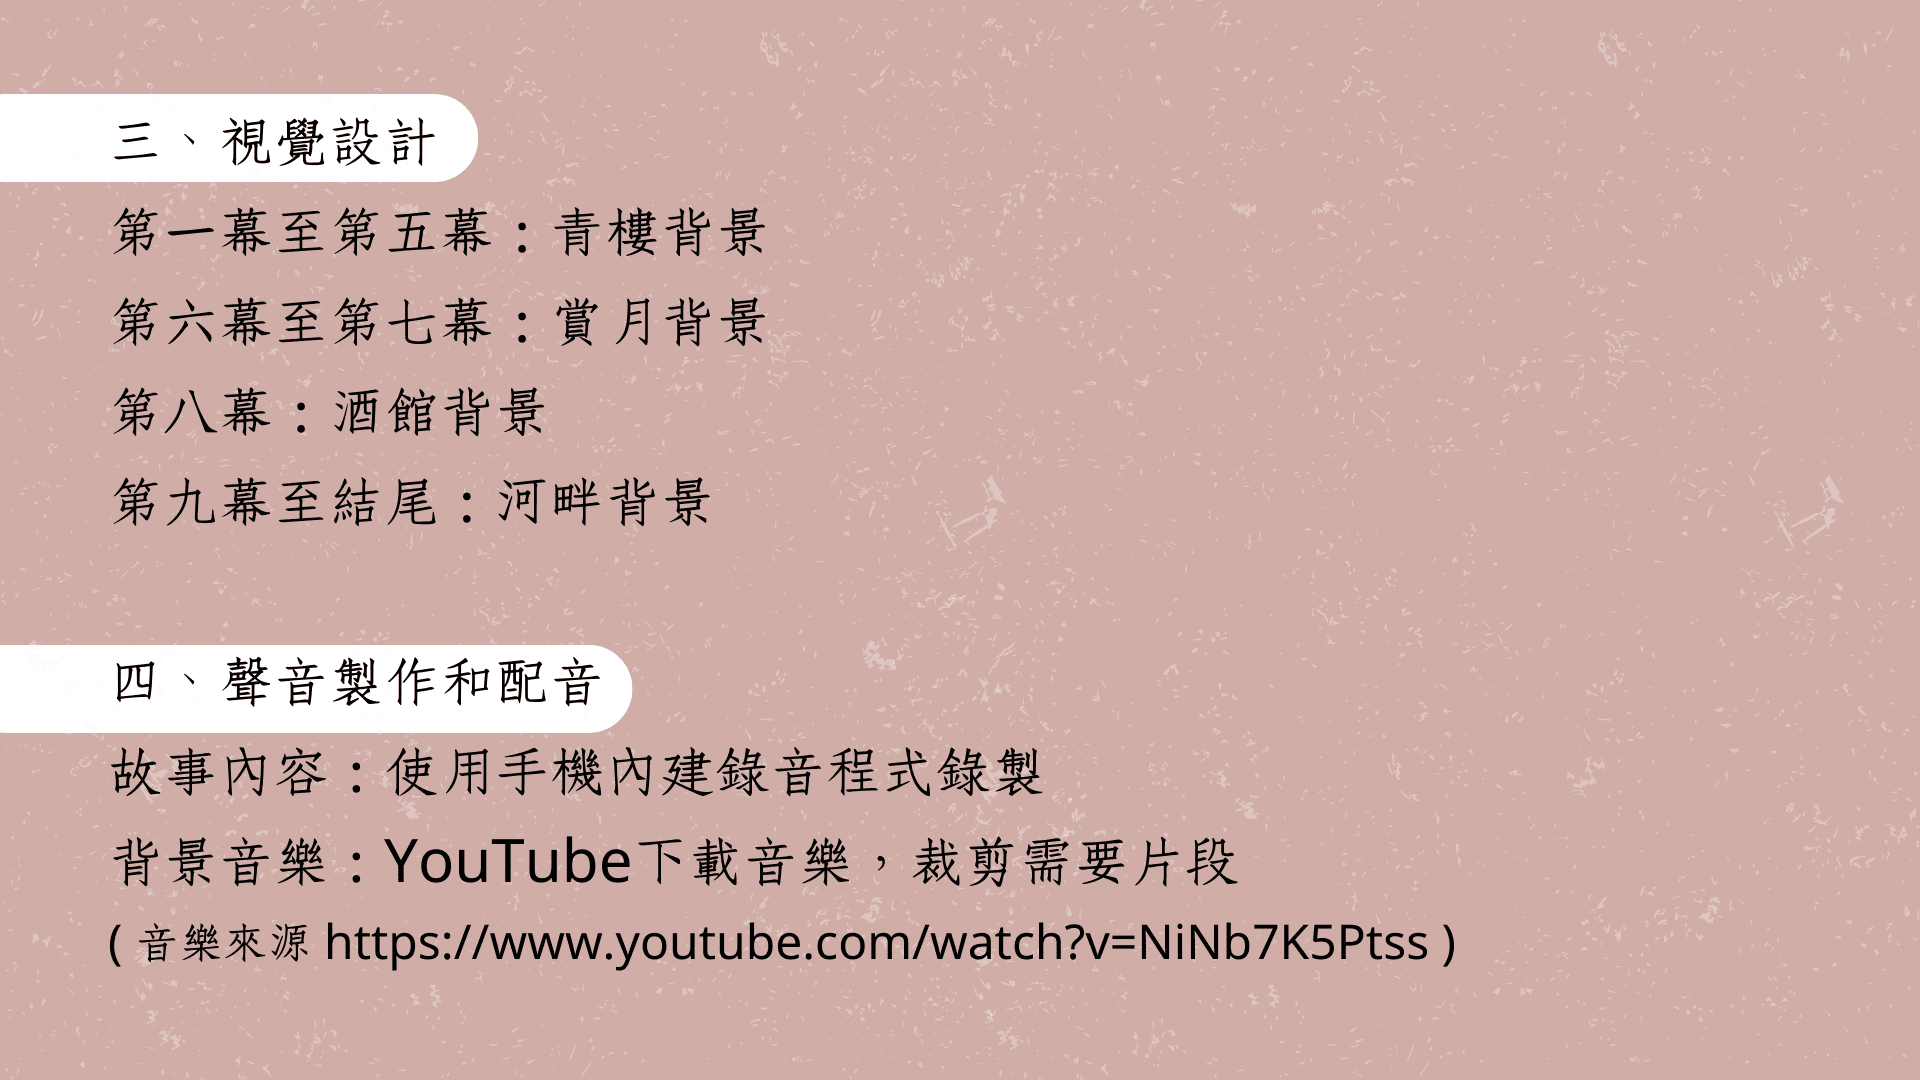 三、視覺設計
第一幕至第五幕：青樓背景
第六幕至第七幕：賞月背景
第八幕：酒館背景
第九幕至結尾：河畔背景
四、聲音製作和配音
故事內容：使用手機內建錄音程式錄製
背景音樂：YouTube下載音樂，裁剪需要片段
( 音樂來源 https://www.youtube.com/watch?v=NiNb7K5Ptss )